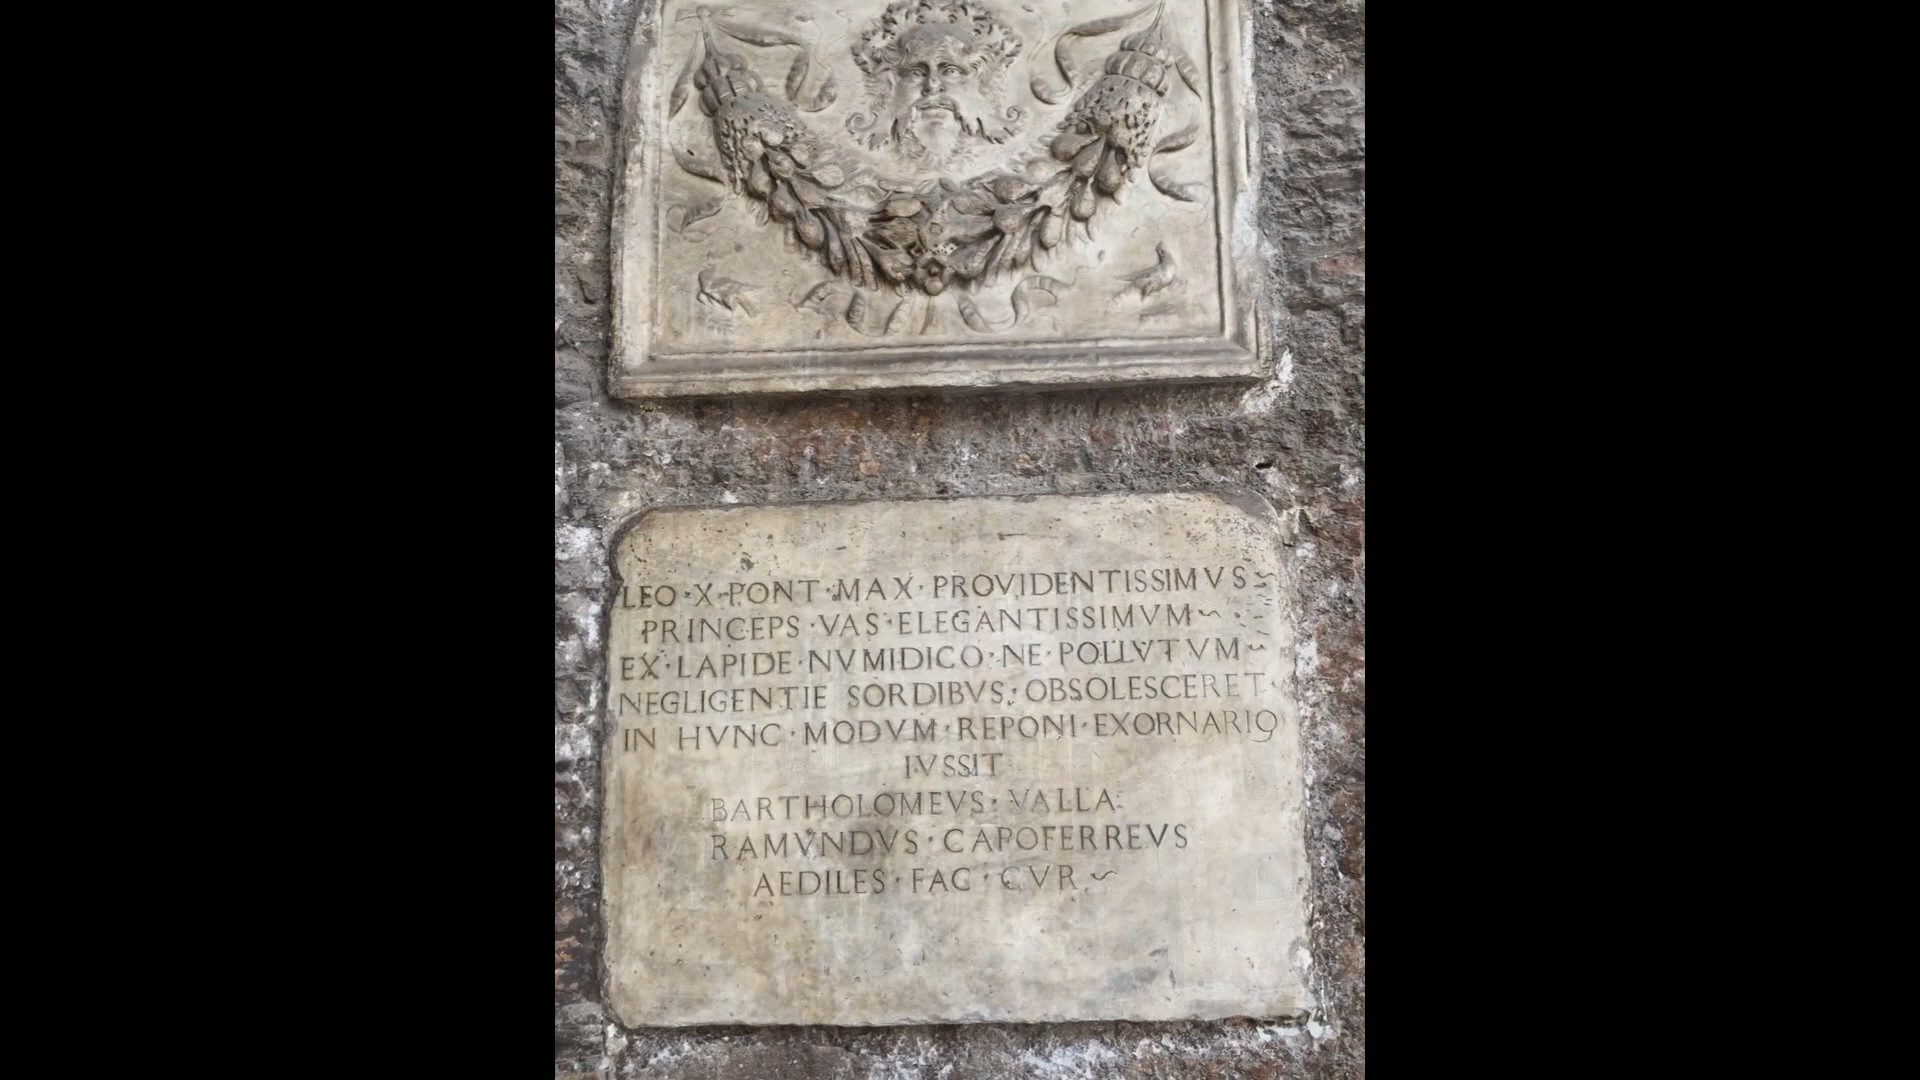 LEO·X·PONT·MAX·PROVIDENTISSIMVS
PRINCEPS·VAS·ELEGANTISSIMVM
EX·LAPIDE·NVMIDICO·NE·POLLVTVM
NEGLIGENTIE SORDIBVS·OBSOLESCERET
IN HVNC·MODVM·REPONI·EXORNARIQ
IVSSIT
BARTHOLOMEVS·VALLA
RAMVNDVS·CAPOFERREVS
AEDILES·FAC·CVR